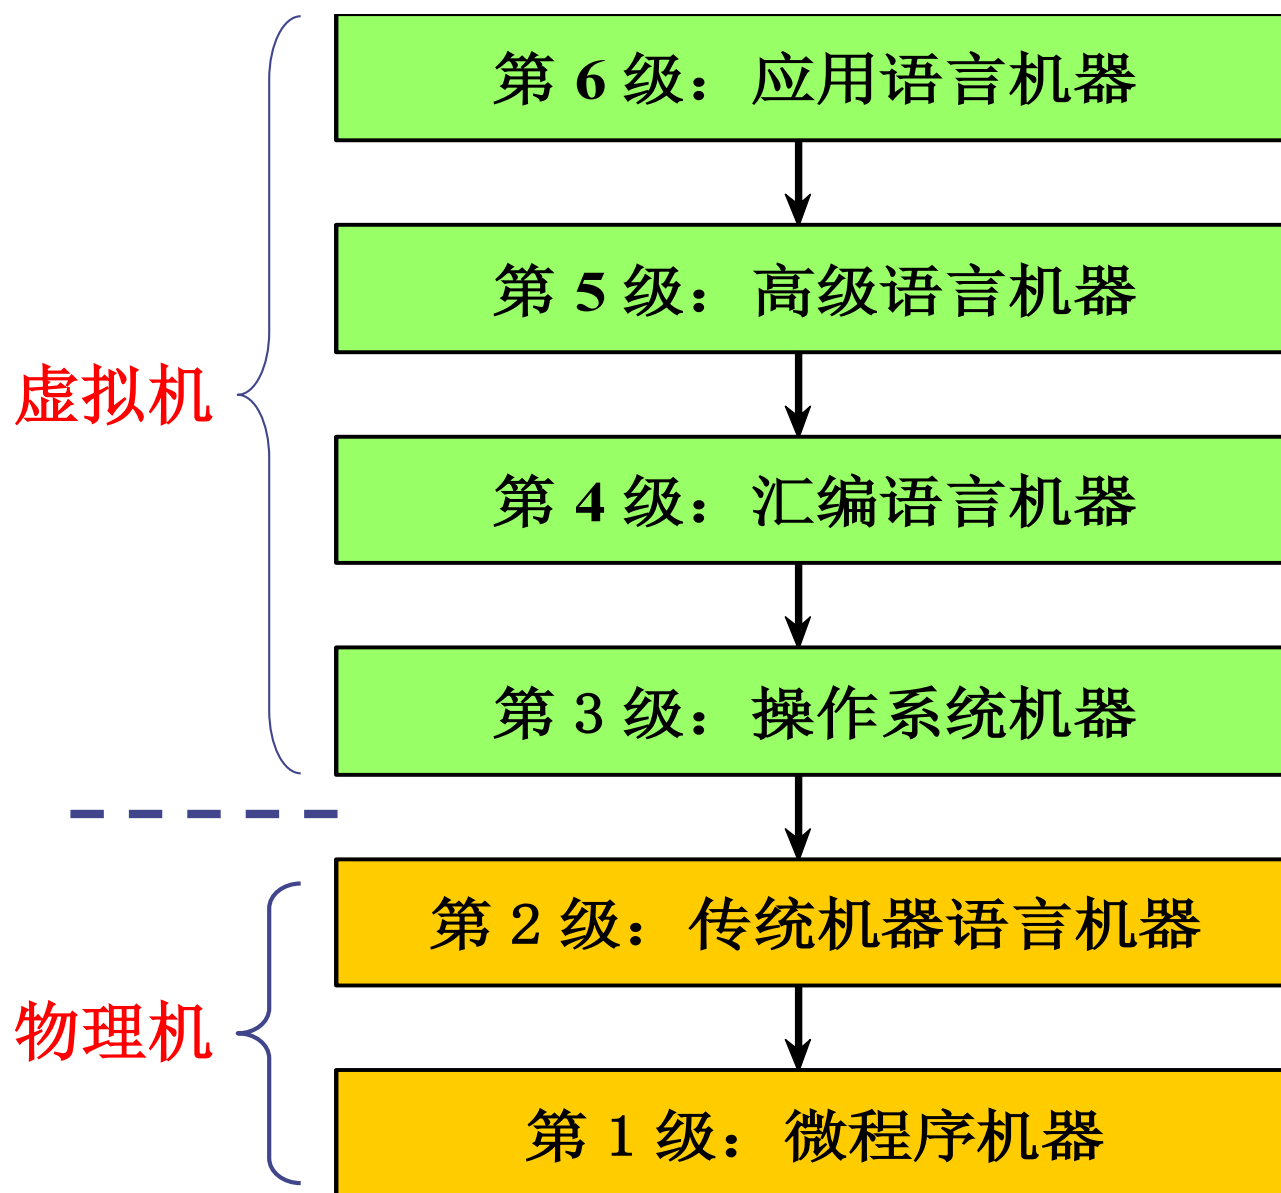 第 6 级：应用语言机器
第 5 级：高级语言机器
虚拟机
第 4 级：汇编语言机器
第 3 级：操作系统机器
第 2 级：传统机器语言机器
物理机
第 1 级：微程序机器